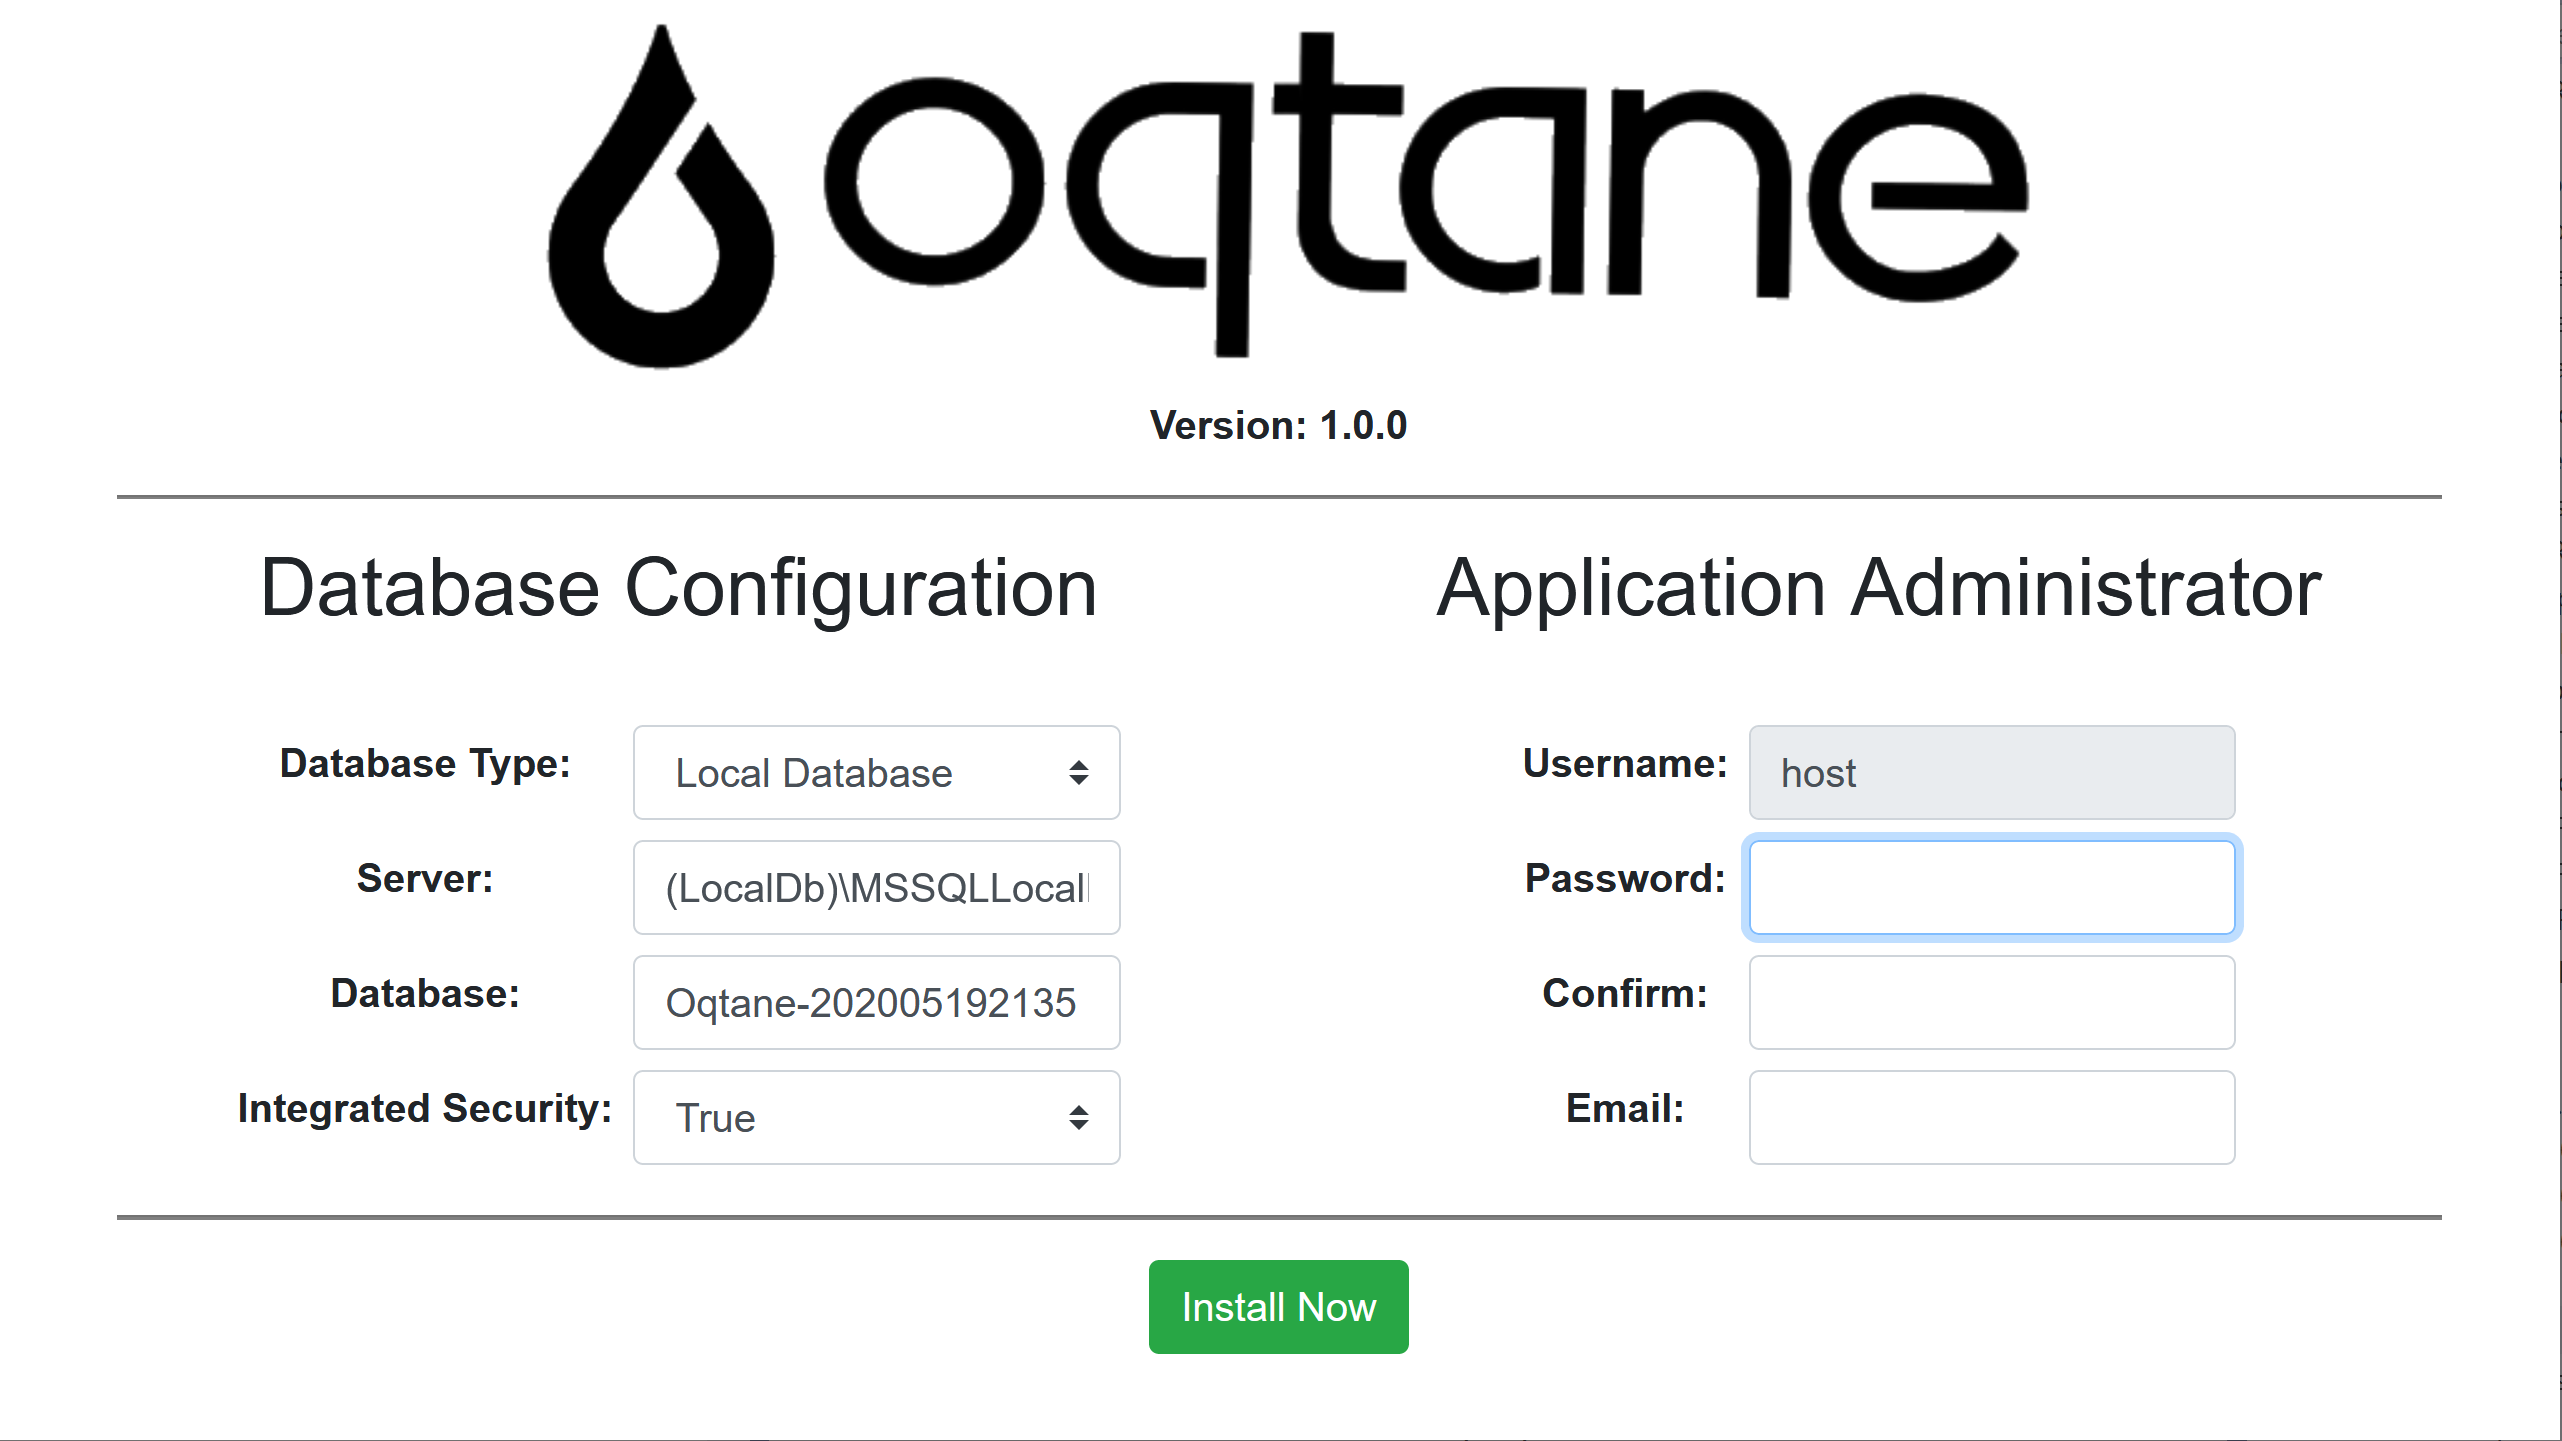 oqtane
Version: 1.0.0
Database Configuration
Database Type: Local Database
Server: (LocalDb)\MSSQLLocal
Database: Oqtane-202005192135
Integrated Security: True
Application Administrator
Username: host
Password:
Confirm:
Email:
Install Now